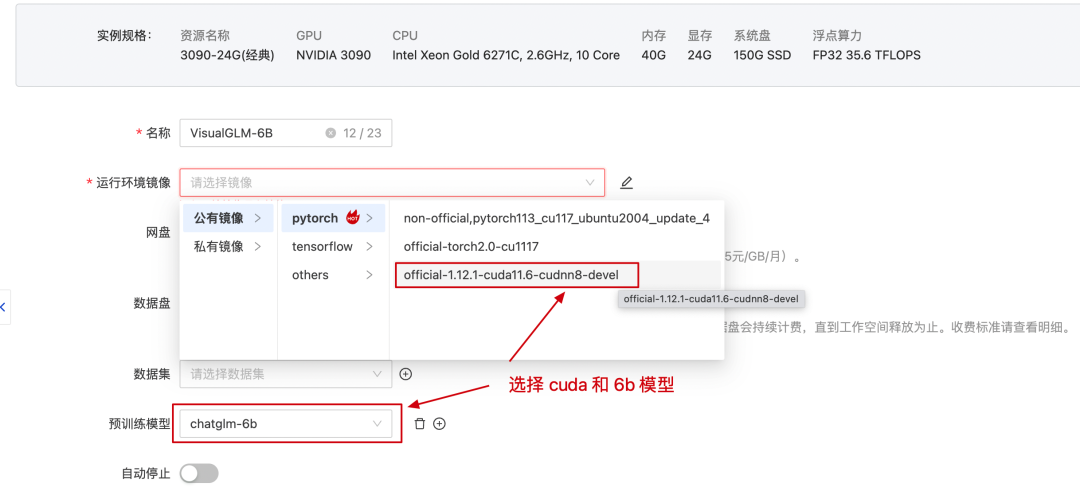 实例规格： 资源名称 GPU CPU 内存 显存 系统盘 浮点算力
3090-24G(经典) NVIDIA 3090 Intel Xeon Gold 6271C, 2.6GHz, 10 Core 40G 24G 150G SSD FP32 35.6 TFLOPS
* 名称 VisualGLM-6B 12 / 23
* 运行环境镜像 请选择镜像
公有镜像 pytorch HOT non-official,pytorch113_cu117_ubuntu2004_update_4
网盘
私有镜像 tensorflow official-torch2.0-cu1117
5元/GB/月）。
others official-1.12.1-cuda11.6-cudnn8-devel
official-1.12.1-cuda11.6-cudnn8-devel
数据盘
盘会持续计费，直到工作空间释放为止。收费标准请查看明细。
数据集 请选择数据集
选择 cuda 和 6b 模型
预训练模型 chatglm-6b
自动停止